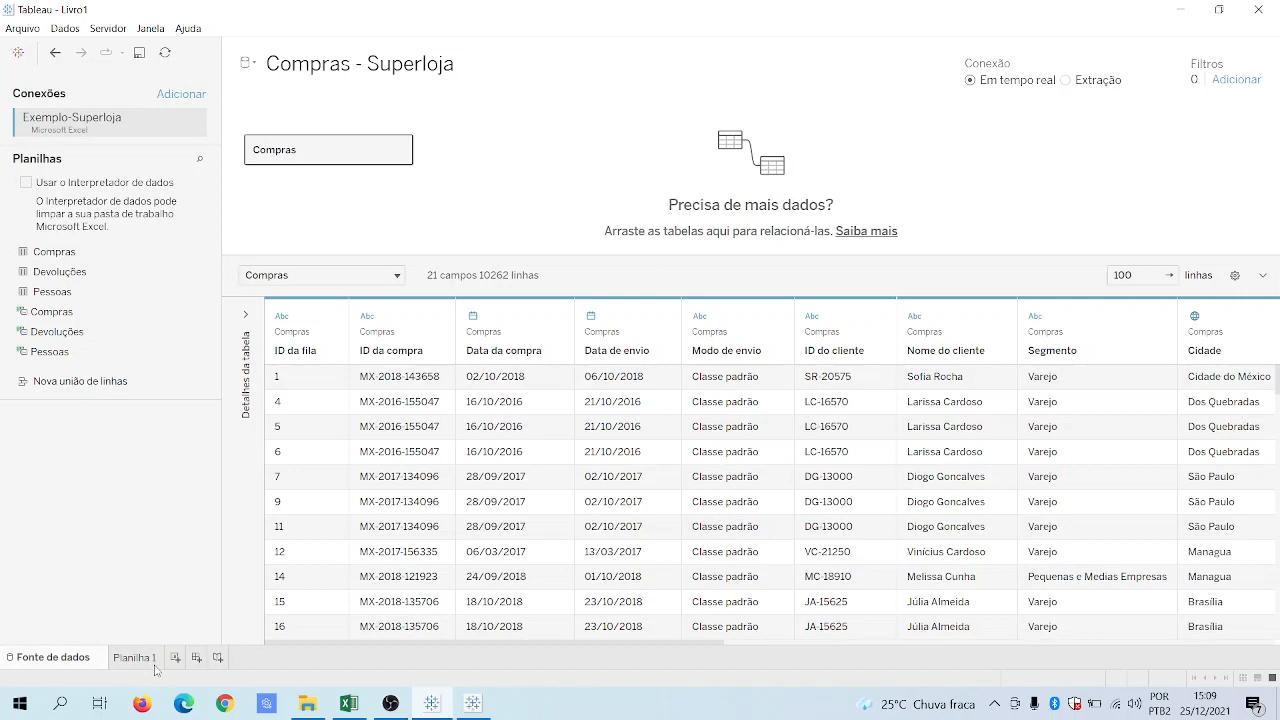 Tableau - Livro1
Arquivo Dados Servidor Janela Ajuda
Conexões Adicionar
Exemplo-Superloja
Microsoft Excel
Planilhas
Usar o Interpretador de dados
O Interpretador de dados pode
limpar a sua pasta de trabalho
Microsoft Excel.
Compras
Devoluções
Pessoas
Compras
Devoluções
Pessoas
Nova união de linhas
Compras - Superloja
Conexão
Em tempo real Extração
Filtros
0 Adicionar
Compras
Precisa de mais dados?
Arraste as tabelas aqui para relacioná-las. Saiba mais
Compras 21 campos 10262 linhas 100 → linhas
Detalhes da tabela
Abc Abc Abc Abc Abc Abc
Compras Compras Compras Compras Compras Compras Compras Compras Compras
ID da fila ID da compra Data da compra Data de envio Modo de envio ID do cliente Nome do cliente Segmento Cidade
1 MX-2018-143658 02/10/2018 06/10/2018 Classe padrão SR-20575 Sofia Rocha Varejo Cidade do México
4 MX-2016-155047 16/10/2016 21/10/2016 Classe padrão LC-16570 Larissa Cardoso Varejo Dos Quebradas
5 MX-2016-155047 16/10/2016 21/10/2016 Classe padrão LC-16570 Larissa Cardoso Varejo Dos Quebradas
6 MX-2016-155047 16/10/2016 21/10/2016 Classe padrão LC-16570 Larissa Cardoso Varejo Dos Quebradas
7 MX-2017-134096 28/09/2017 02/10/2017 Classe padrão DG-13000 Diogo Goncalves Varejo São Paulo
9 MX-2017-134096 28/09/2017 02/10/2017 Classe padrão DG-13000 Diogo Goncalves Varejo São Paulo
11 MX-2017-134096 28/09/2017 02/10/2017 Classe padrão DG-13000 Diogo Goncalves Varejo São Paulo
12 MX-2017-156335 06/03/2017 13/03/2017 Classe padrão VC-21250 Vinícius Cardoso Varejo Managua
14 MX-2018-121923 24/09/2018 01/10/2018 Classe padrão MC-18910 Melissa Cunha Pequenas e Medias Empresas Managua
15 MX-2018-135706 18/10/2018 23/10/2018 Classe padrão JA-15625 Júlia Almeida Varejo Brasília
16 MX-2018-135706 18/10/2018 23/10/2018 Classe padrão JA-15625 Júlia Almeida Varejo Brasília
Fonte de dados Planilha 1
25°C Chuva fraca
POR
PTB2
15:09
25/12/2021
7